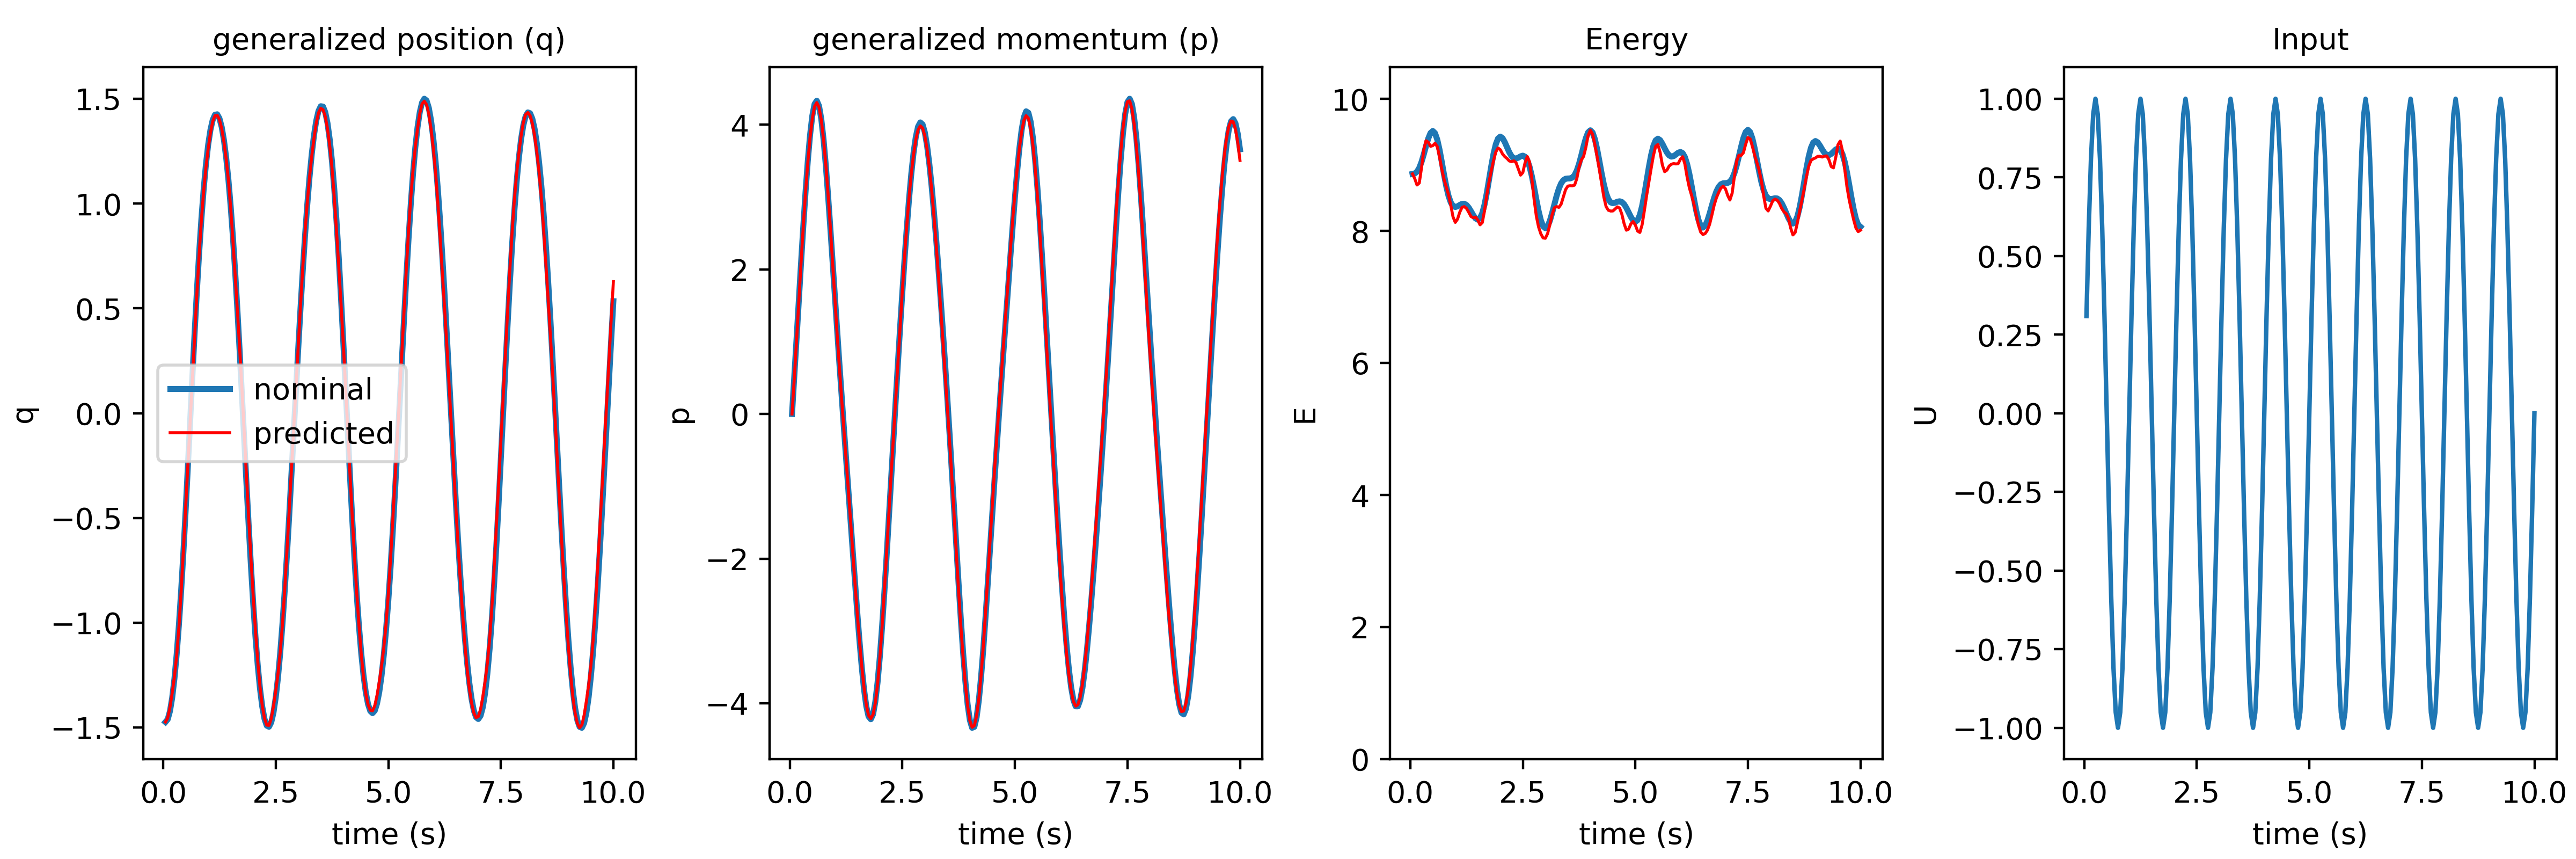 generalized position (q)
1.5
1.0
0.5
0.0
−0.5
−1.0
−1.5
q
nominal
predicted
0.0 2.5 5.0 7.5 10.0
time (s)
generalized momentum (p)
4
2
0
−2
−4
p
0.0 2.5 5.0 7.5 10.0
time (s)
Energy
10
8
6
4
2
0
E
0.0 2.5 5.0 7.5 10.0
time (s)
Input
1.00
0.75
0.50
0.25
0.00
−0.25
−0.50
−0.75
−1.00
U
0.0 2.5 5.0 7.5 10.0
time (s)